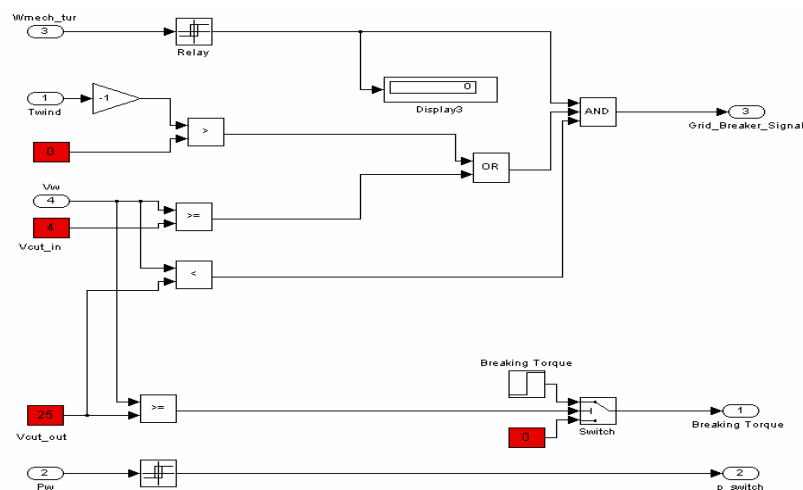 Wmech_tur
3
Relay
0
Display3
1
Twind
-1
>
0
AND
3
Grid_Breaker_Signal
OR
Vw
4
>=
4
Vcut_in
<
Breaking Torque
25
Vcut_out
>=
0
Switch
1
Breaking Torque
2
Pw
2
p_switch